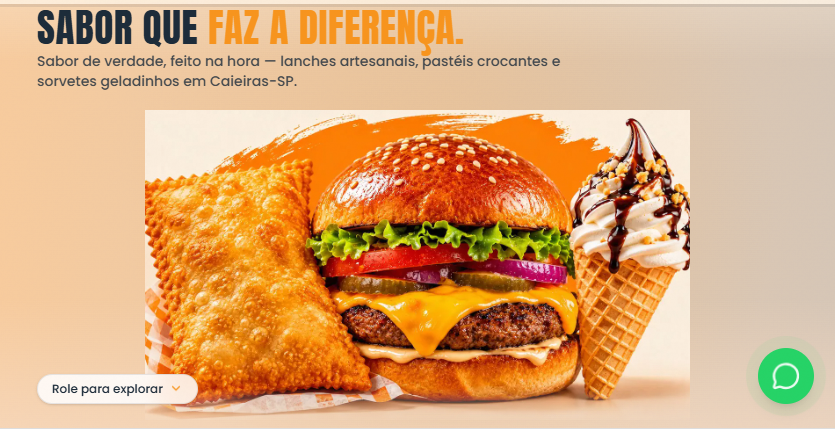 SABOR QUE FAZ A DIFERENÇA.
Sabor de verdade, feito na hora — lanches artesanais, pastéis crocantes e
sorvetes geladinhos em Caieiras-SP.
Role para explorar